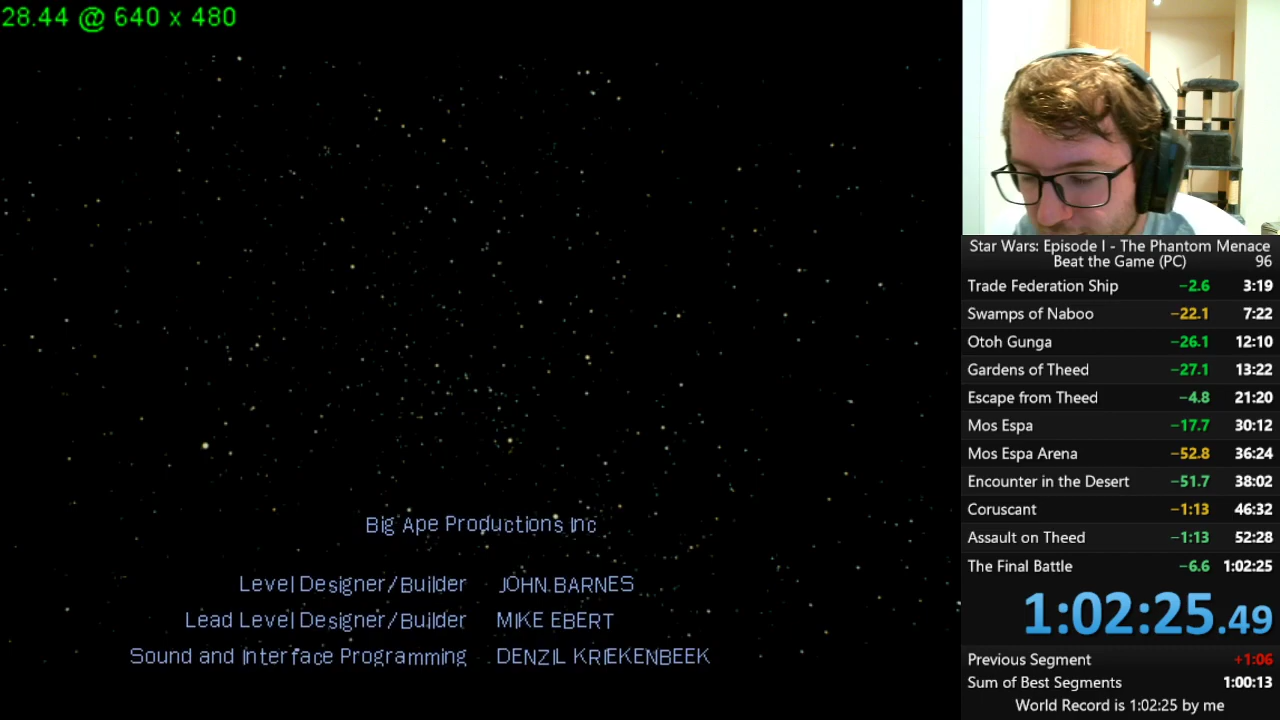 28.44 @ 640 x 480
Big Ape Productions Inc
Level Designer/Builder JOHN BARNES
Lead Level Designer/Builder MIKE EBERT
Sound and Interface Programming DENZIL KRIEKENBEEK
Star Wars: Episode I - The Phantom Menace
Beat the Game (PC) 96
Trade Federation Ship −2.6 3:19
Swamps of Naboo −22.1 7:22
Otoh Gunga −26.1 12:10
Gardens of Theed −27.1 13:22
Escape from Theed −4.8 21:20
Mos Espa −17.7 30:12
Mos Espa Arena −52.8 36:24
Encounter in the Desert −51.7 38:02
Coruscant −1:13 46:32
Assault on Theed −1:13 52:28
The Final Battle −6.6 1:02:25
1:02:25.49
Previous Segment +1:06
Sum of Best Segments 1:00:13
World Record is 1:02:25 by me